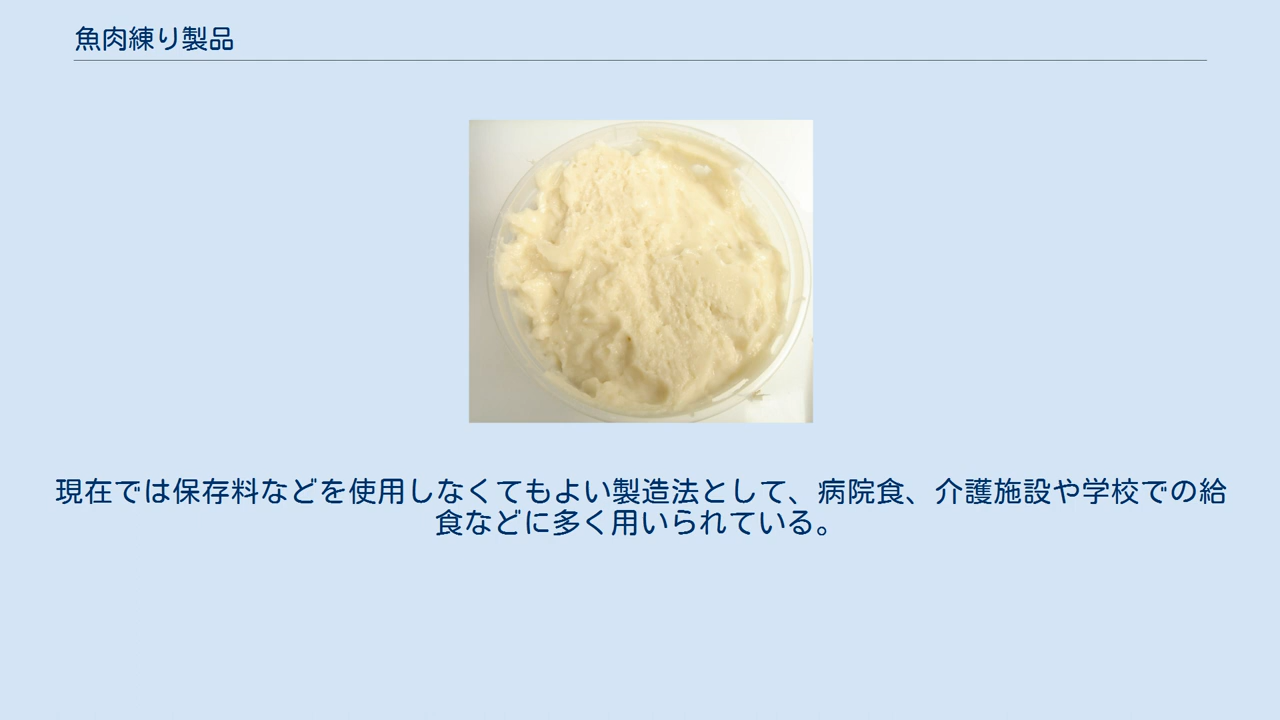 魚肉練り製品
現在では保存料などを使用しなくてもよい製造法として、病院食、介護施設や学校での給
食などに多く用いられている。